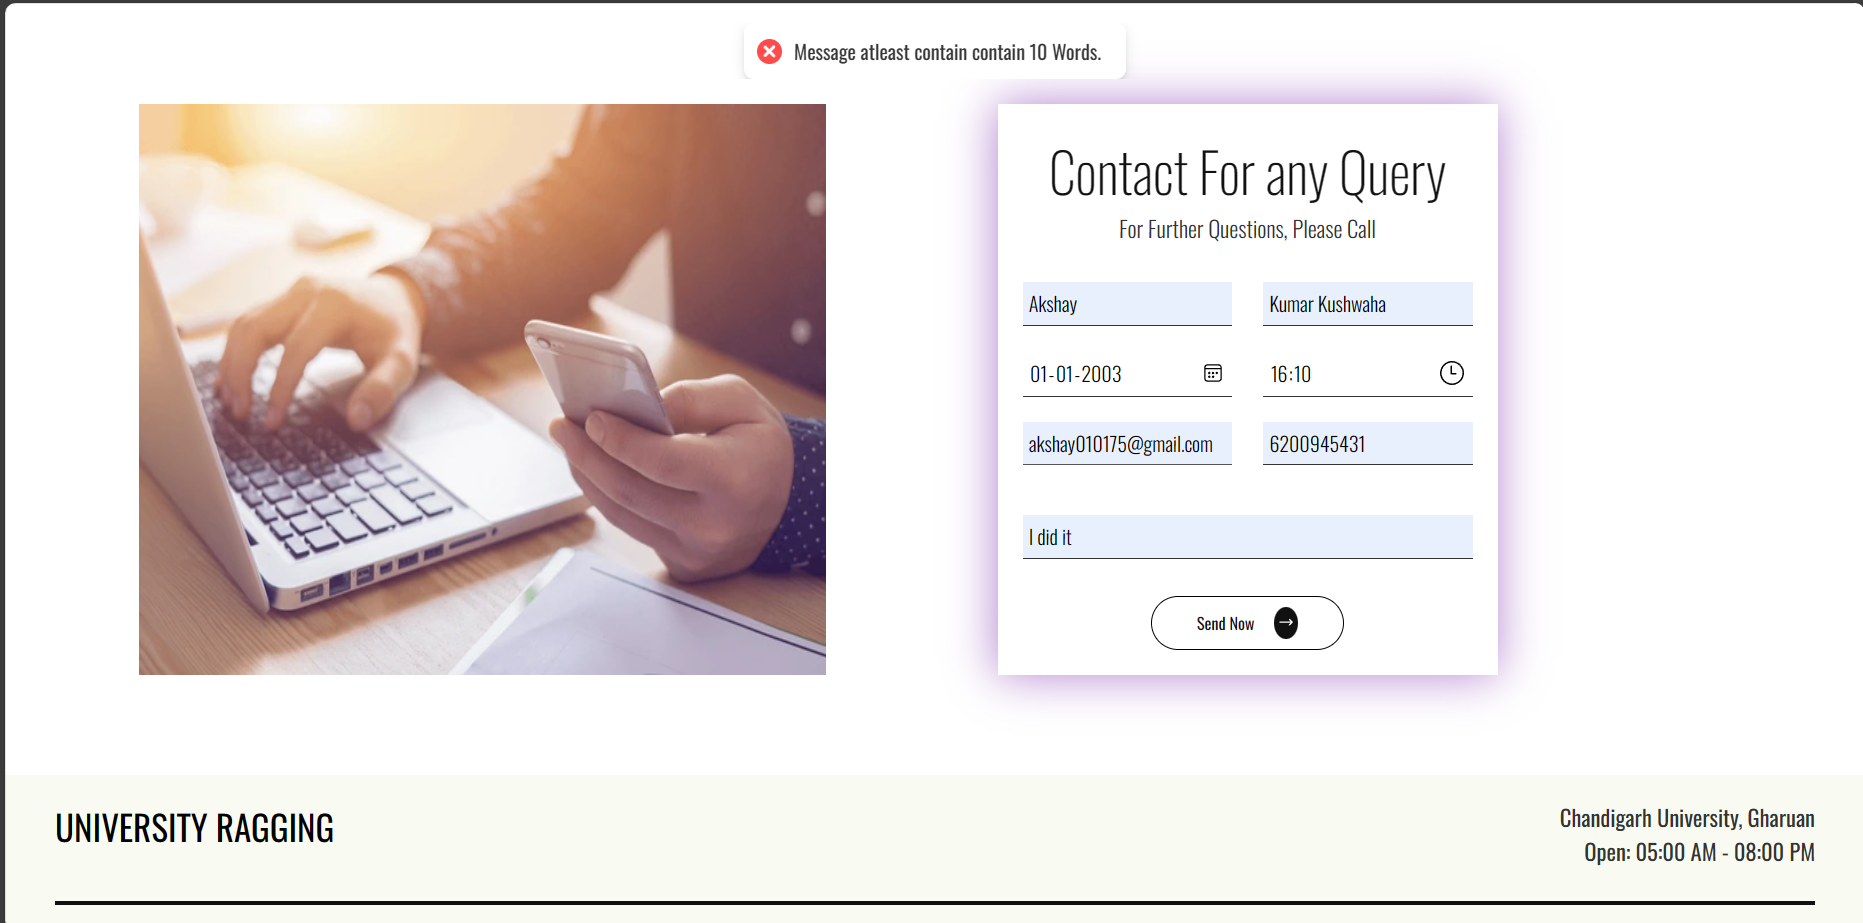 Message atleast contain contain 10 Words.
Contact For any Query
For Further Questions, Please Call
Akshay
Kumar Kushwaha
01-01-2003
16:10
akshay010175@gmail.com
6200945431
I did it
Send Now
UNIVERSITY RAGGING
Chandigarh University, Gharuan
Open: 05:00 AM - 08:00 PM